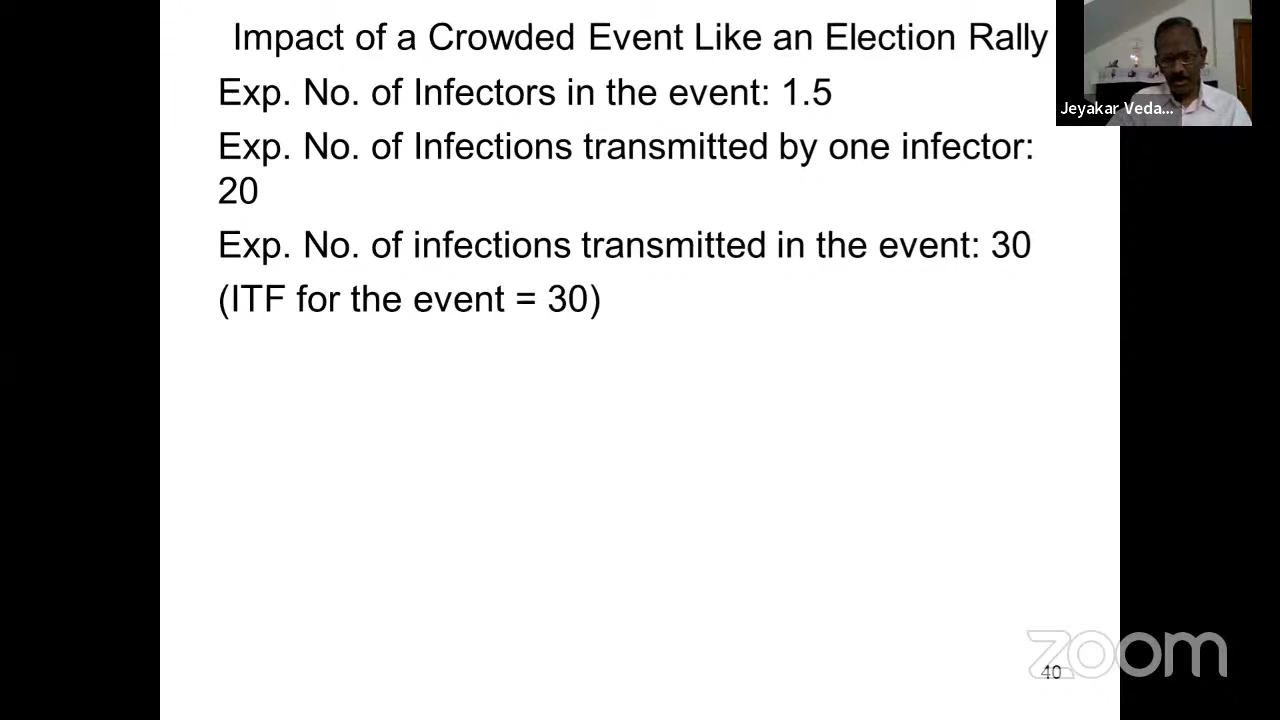 Impact of a Crowded Event Like an Election Rally
Exp. No. of Infectors in the event: 1.5
Exp. No. of Infections transmitted by one infector:
20
Exp. No. of infections transmitted in the event: 30
(ITF for the event = 30)
Jeyakar Veda...
zoom
40